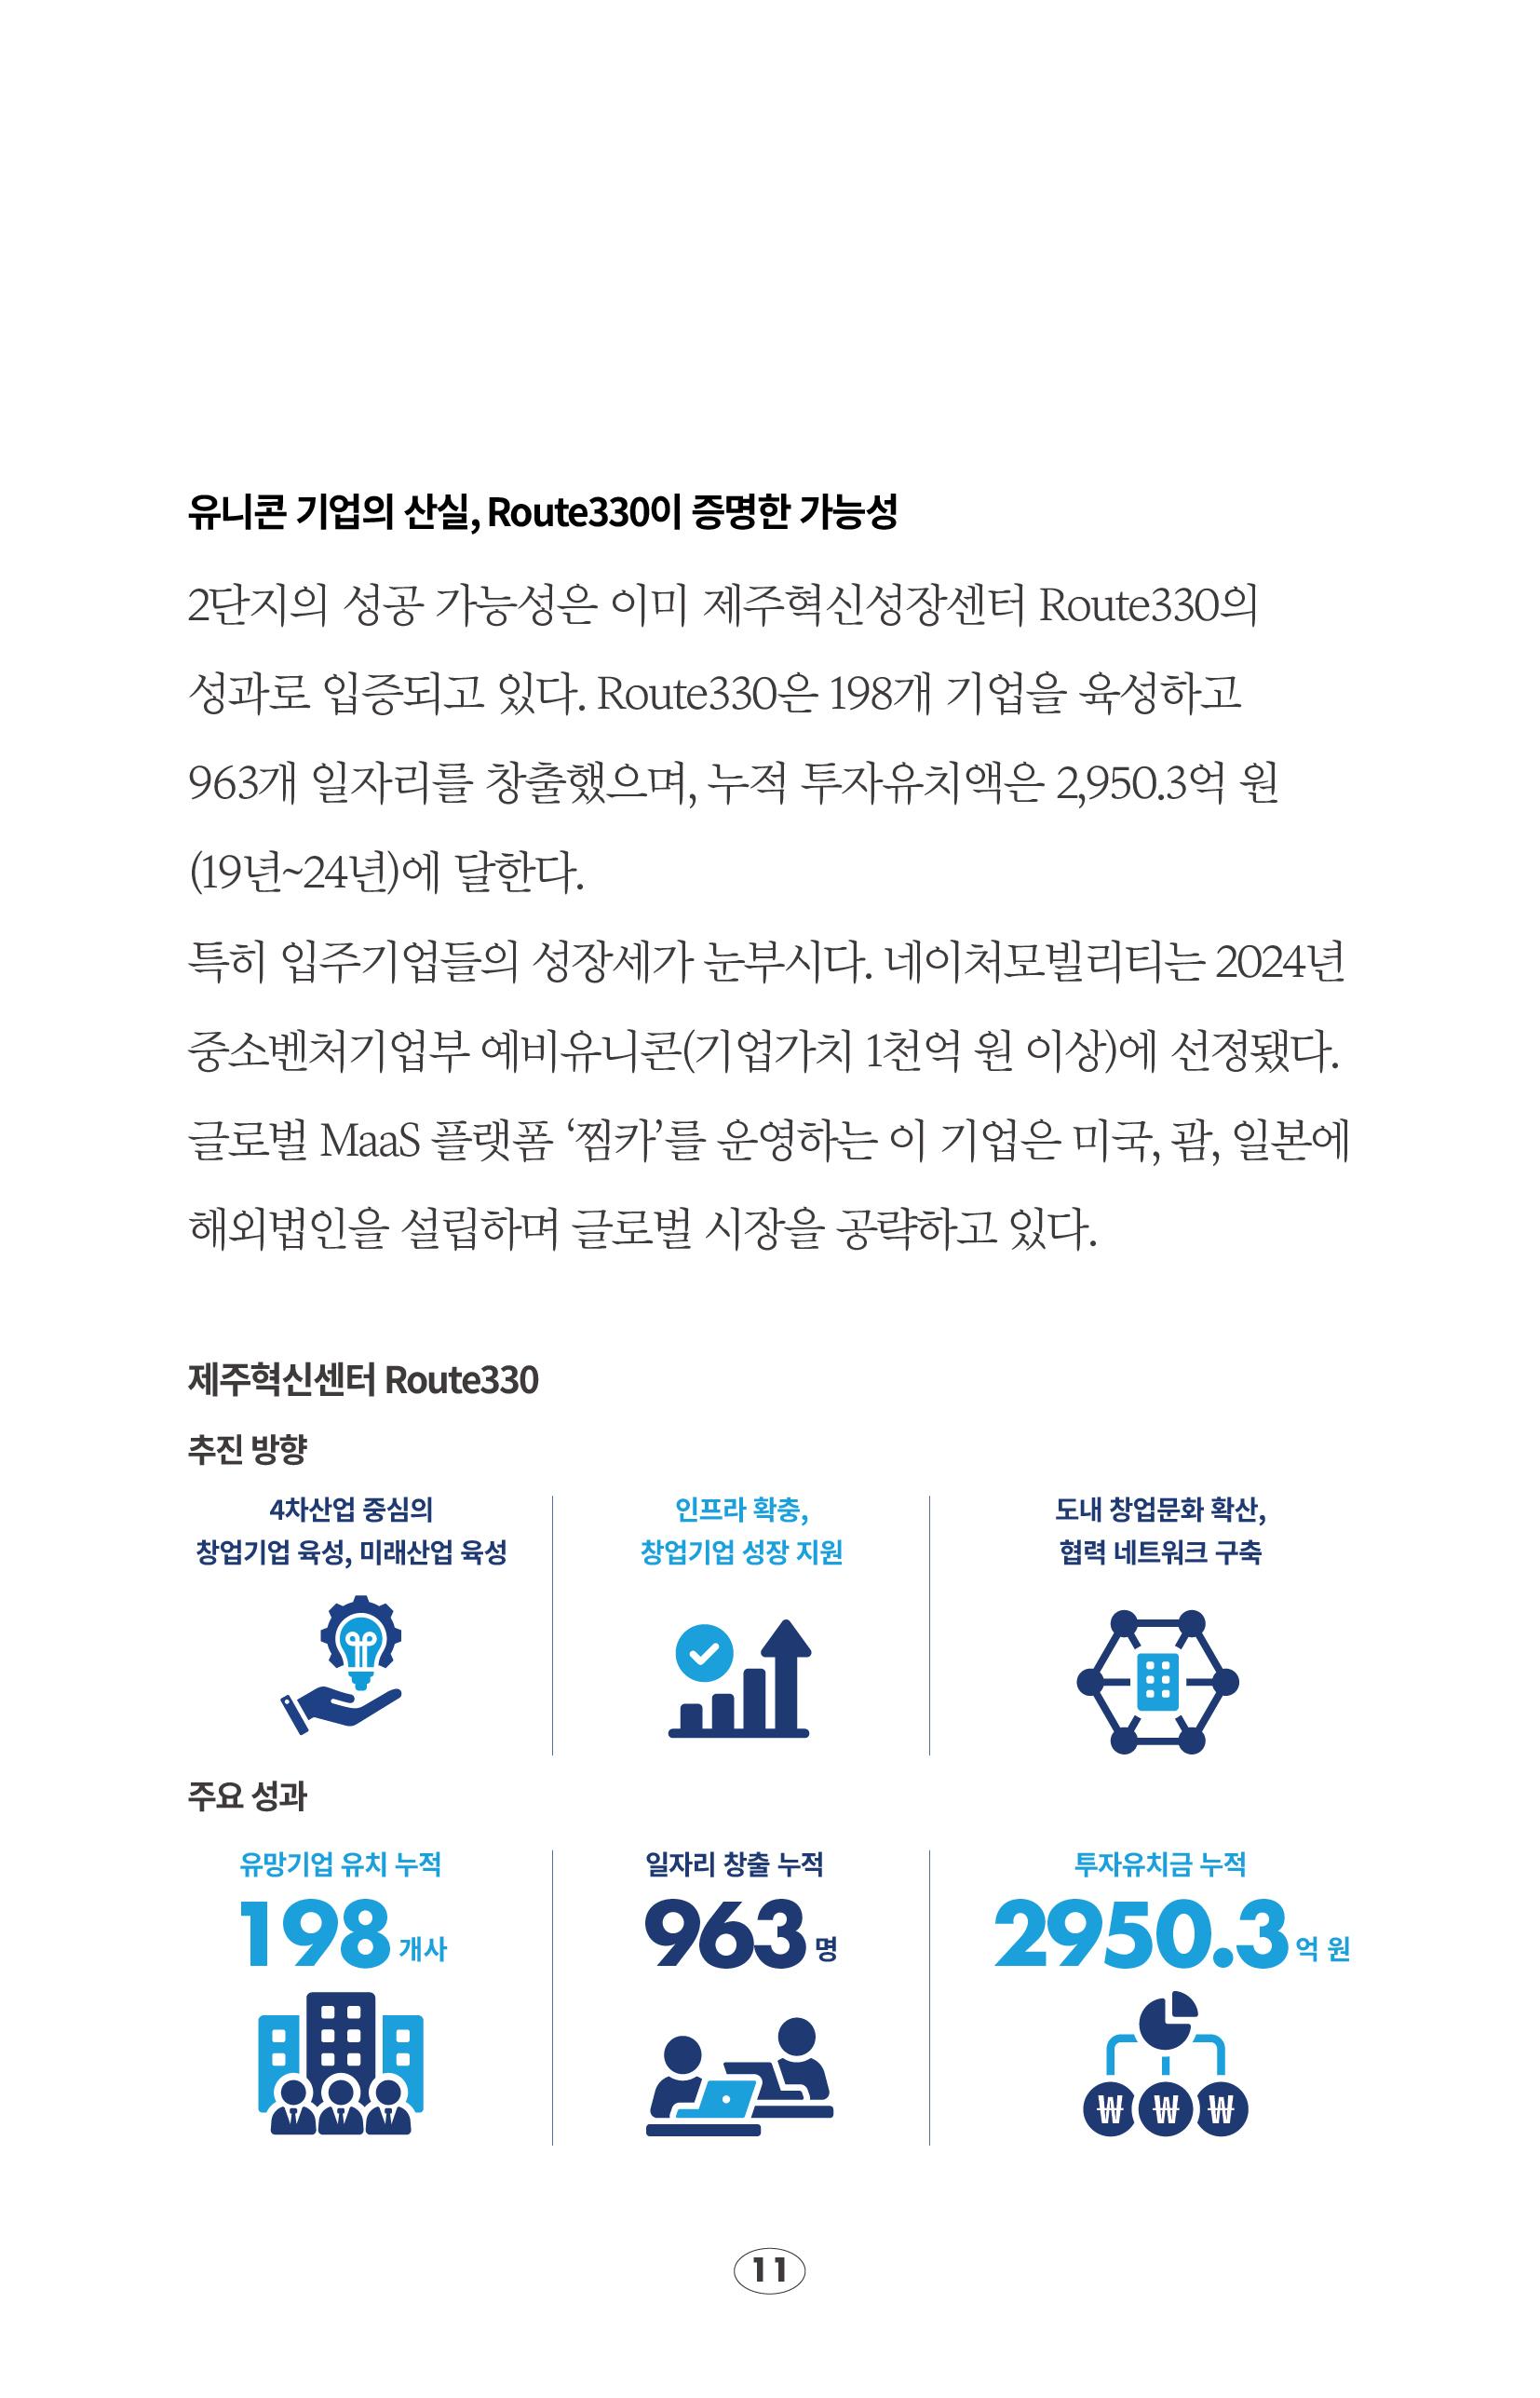 유니콘 기업의 산실, Route330이 증명한 가능성
2단지의 성공 가능성은 이미 제주혁신성장센터 Route330의
성과로 입증되고 있다. Route330은 198개 기업을 육성하고
963개 일자리를 창출했으며, 누적 투자유치액은 2,950.3억 원
(19년~24년)에 달한다.
특히 입주기업들의 성장세가 눈부시다. 네이처모빌리티는 2024년
중소벤처기업부 예비유니콘(기업가치 1천억 원 이상)에 선정됐다.
글로벌 MaaS 플랫폼 ‘찜카’를 운영하는 이 기업은 미국, 괌, 일본에
해외법인을 설립하며 글로벌 시장을 공략하고 있다.
제주혁신센터 Route330
추진 방향
4차산업 중심의
창업기업 육성, 미래산업 육성
인프라 확충,
창업기업 성장 지원
도내 창업문화 확산,
협력 네트워크 구축
주요 성과
유망기업 유치 누적
198 개사
일자리 창출 누적
963 명
투자유치금 누적
2950.3 억 원
₩ ₩ ₩
11